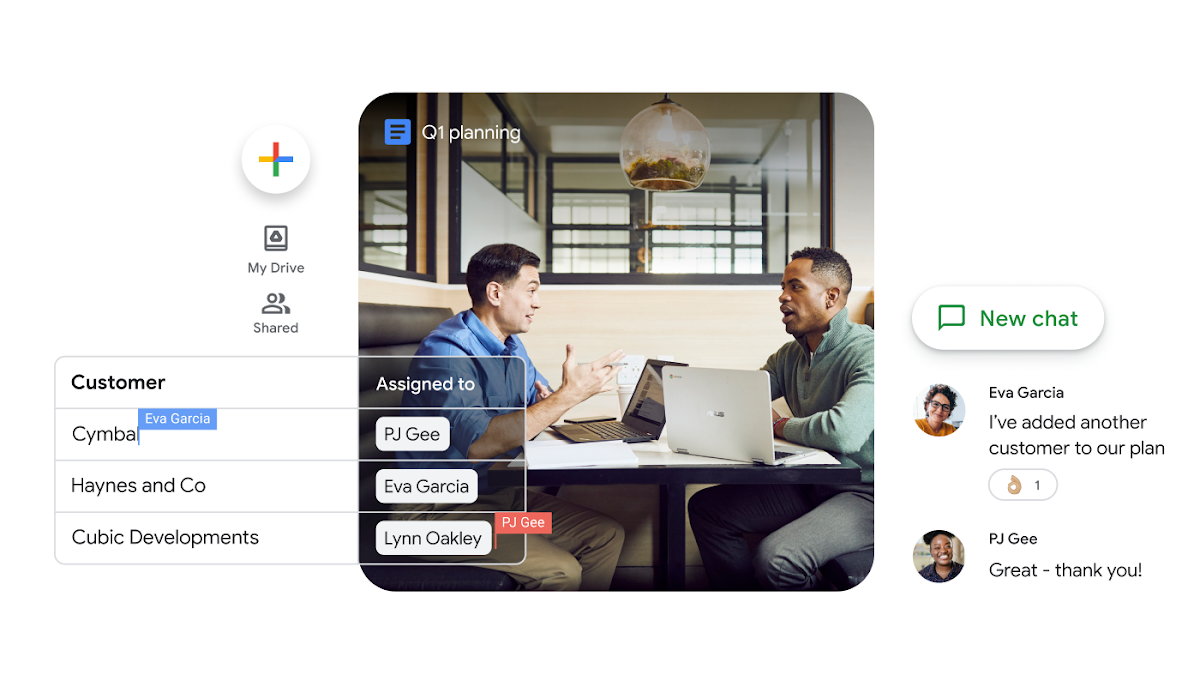 Q1 planning
My Drive
Shared
Customer
Assigned to
Eva Garcia
Cymbal
PJ Gee
Haynes and Co
Eva Garcia
PJ Gee
Cubic Developments
Lynn Oakley
New chat
Eva Garcia
I’ve added another
customer to our plan
1
PJ Gee
Great - thank you!
ASUS